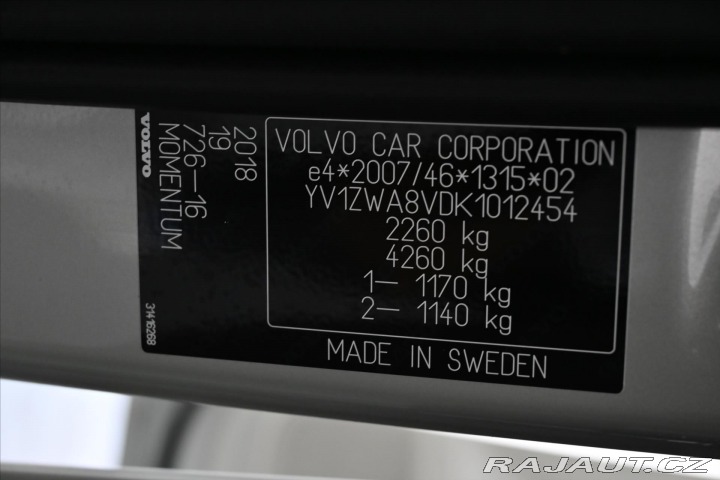 VOLVO
2018
19
726-16
MOMENTUM
31416268
VOLVO CAR CORPORATION
e4*2007/46*1315*02
YV1ZWA8VDK1012454
2260 kg
4260 kg
1- 1170 kg
2- 1140 kg
MADE IN SWEDEN
RAJAUT.CZ